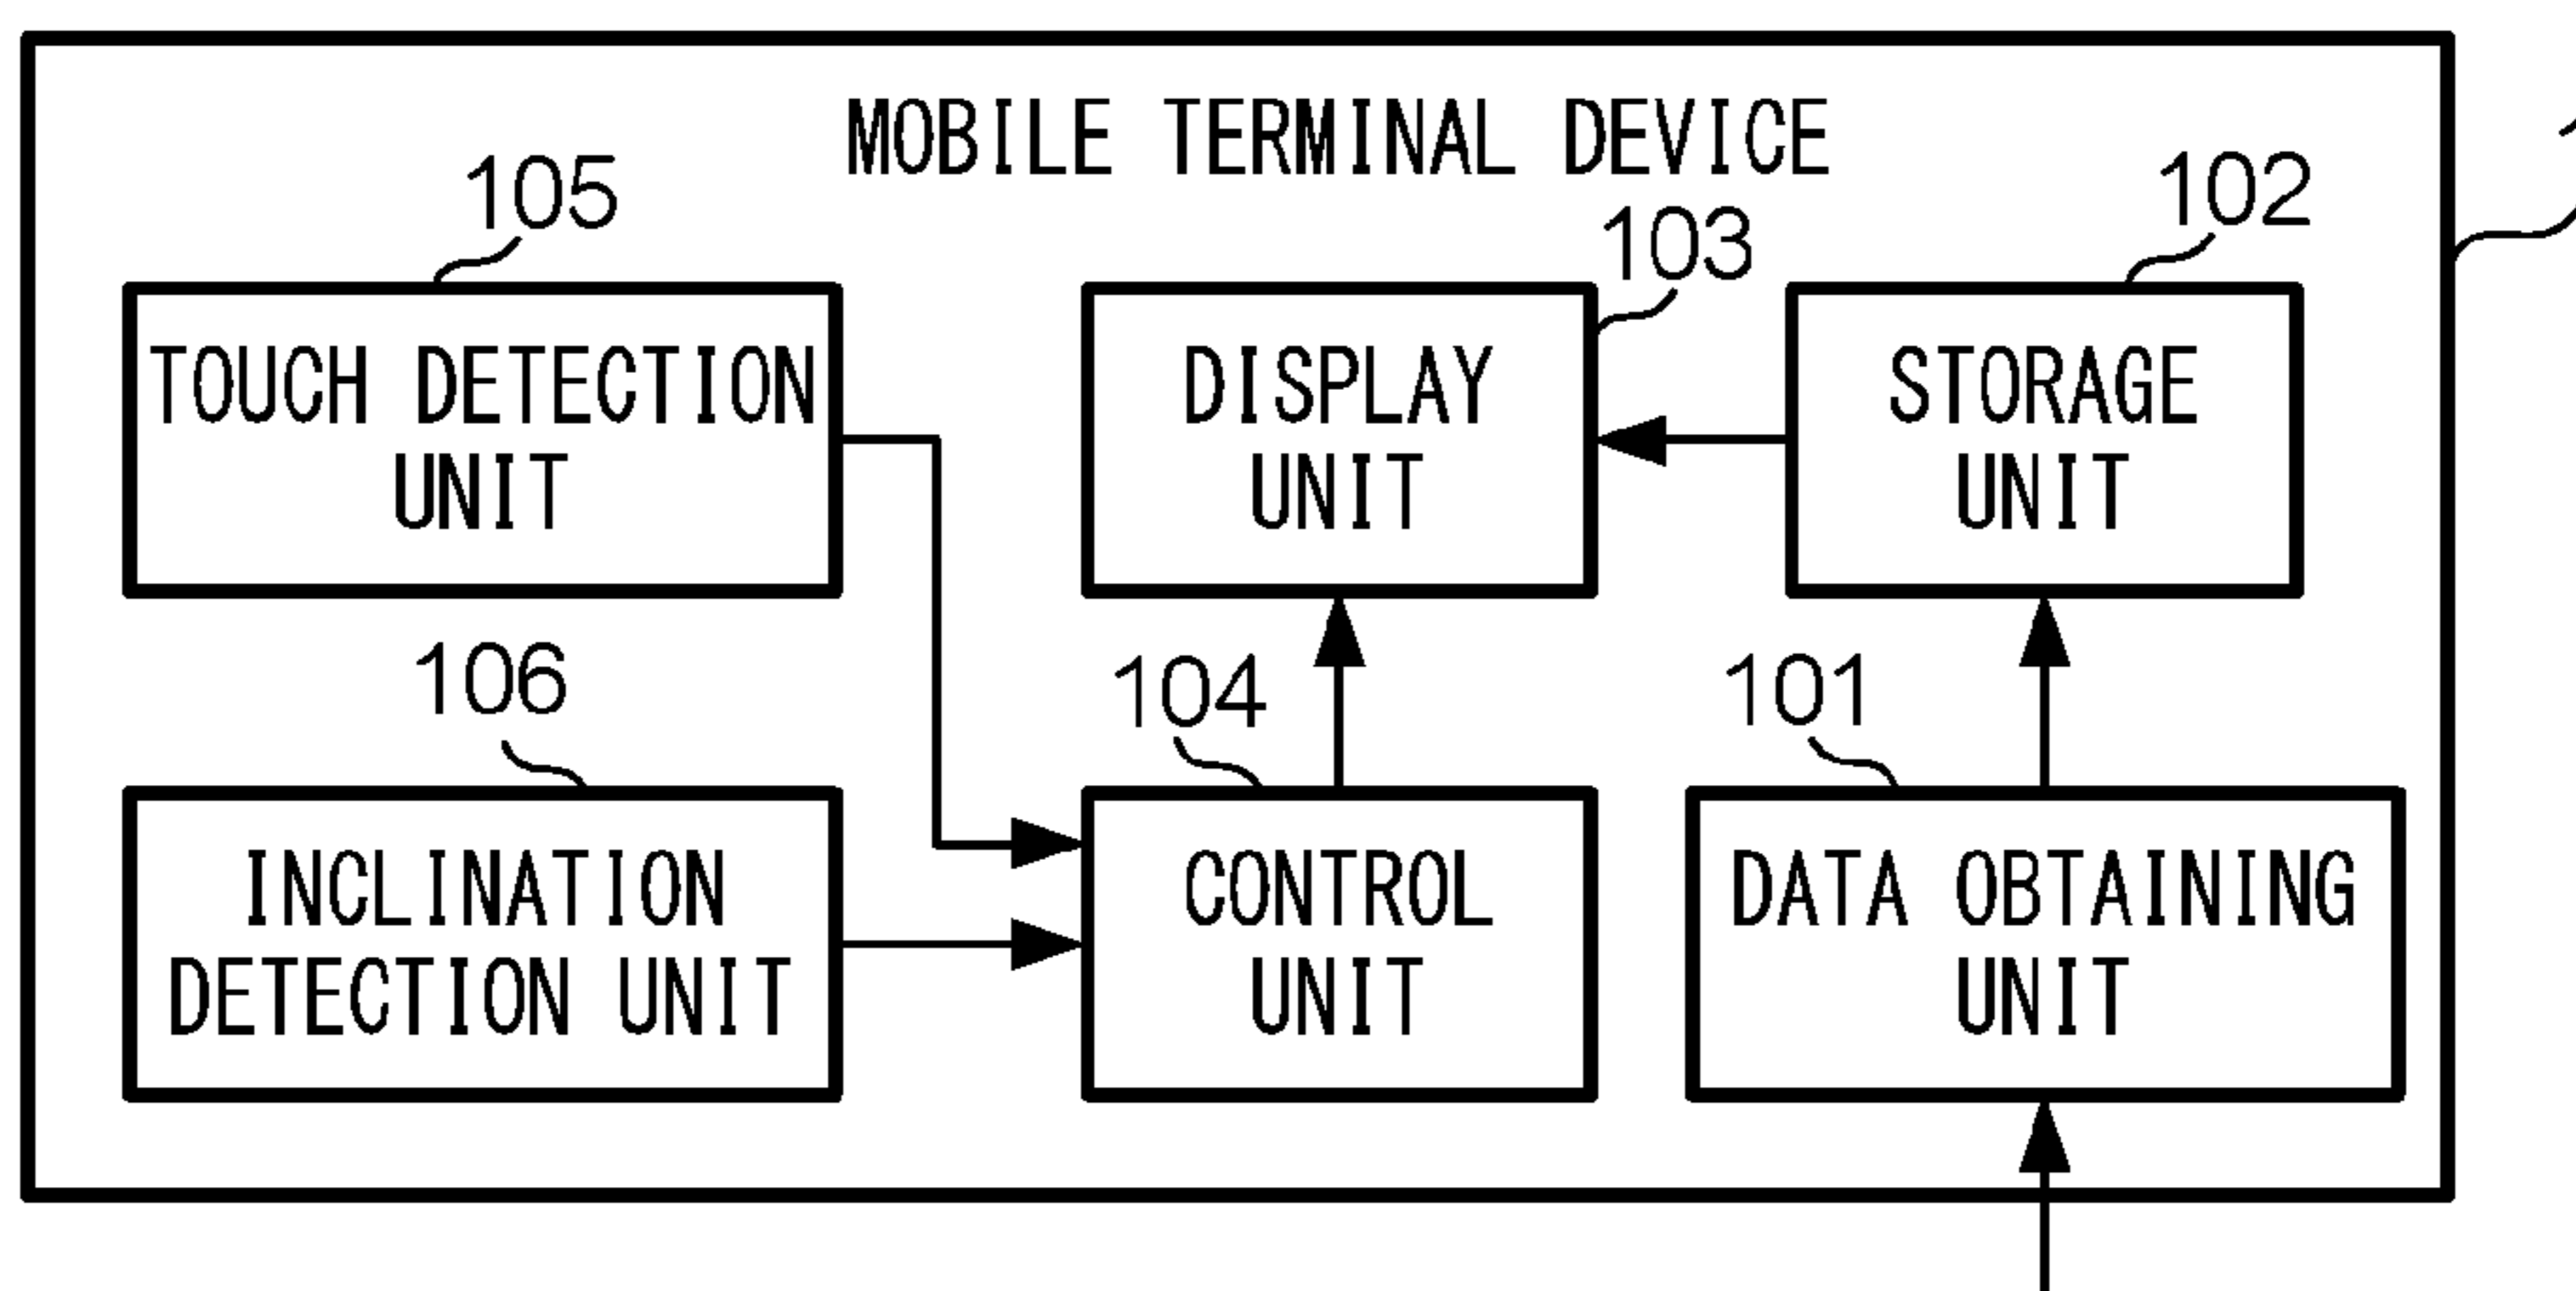 MOBILE TERMINAL DEVICE
105
103
102
TOUCH DETECTION
UNIT
DISPLAY
UNIT
STORAGE
UNIT
106
104
101
INCLINATION
DETECTION UNIT
CONTROL
UNIT
DATA OBTAINING
UNIT